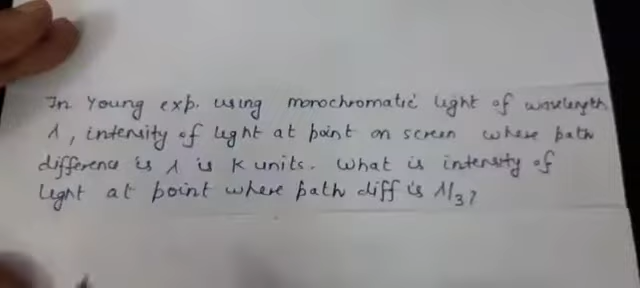 In Young exp. using monochromatic light of wavelength
λ, intensity of light at point on screen where path
difference is λ is K units. What is intensity of
light at point where path diff is λ/3?